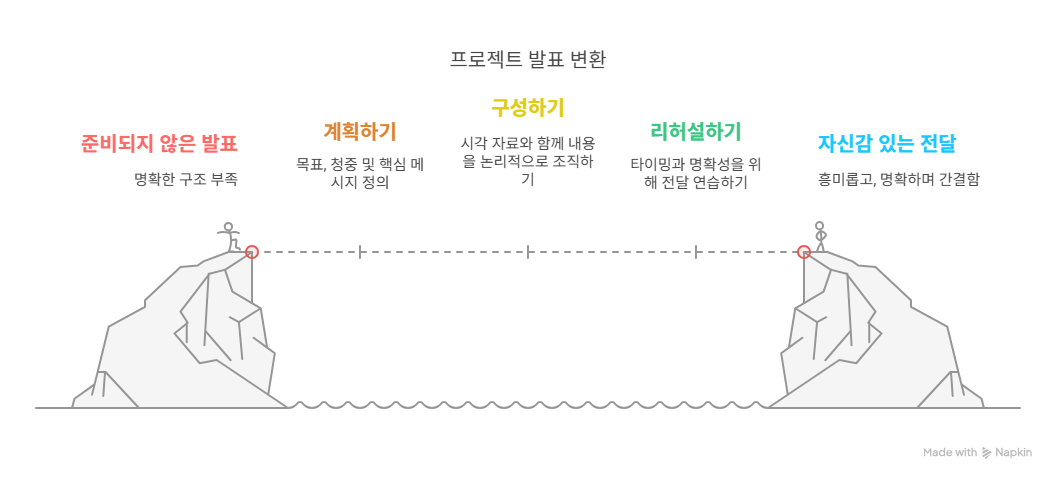 프로젝트 발표 변환
준비되지 않은 발표
명확한 구조 부족
계획하기
목표, 청중 및 핵심 메
시지 정의
구성하기
시각 자료와 함께 내용
을 논리적으로 조직하
기
리허설하기
타이밍과 명확성을 위
해 전달 연습하기
자신감 있는 전달
흥미롭고, 명확하며 간결함
Made with Napkin